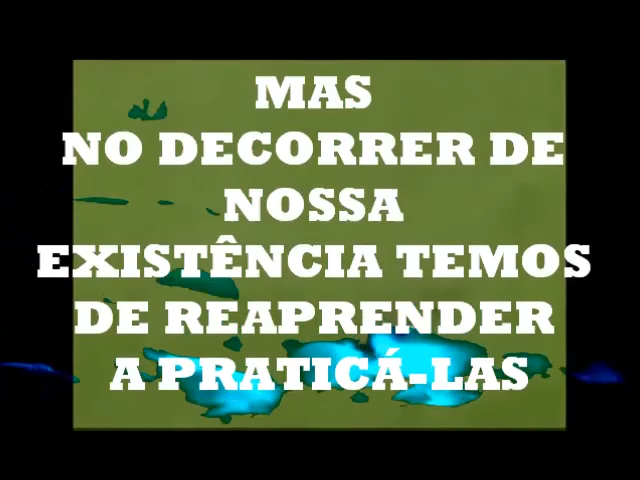 MAS
NO DECORRER DE
NOSSA
EXISTÊNCIA TEMOS
DE REAPRENDER
A PRATICÁ-LAS